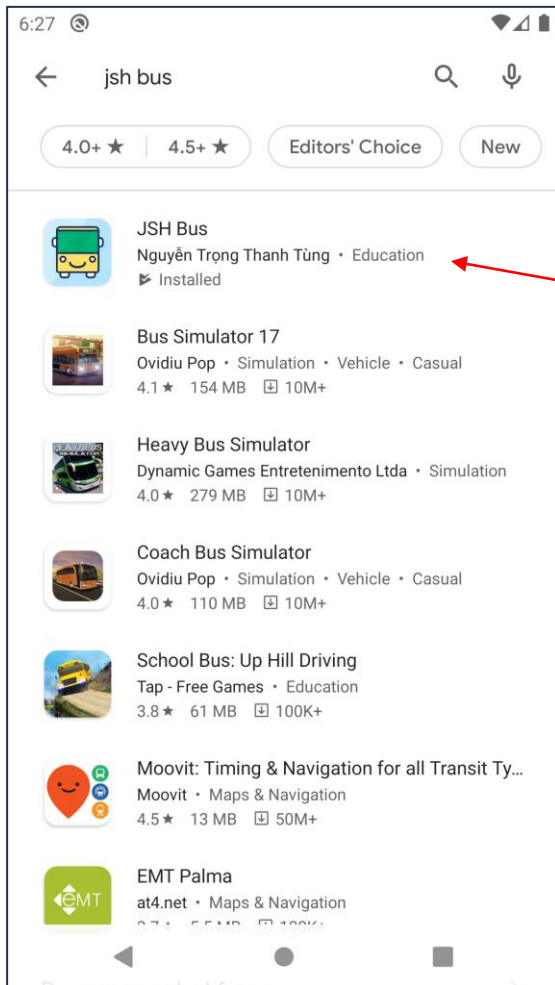 6:27
jsh bus
4.0+ ★ 4.5+ ★ Editors' Choice New
JSH Bus
Nguyễn Trọng Thanh Tùng • Education
Installed
Bus Simulator 17
Ovidiu Pop • Simulation • Vehicle • Casual
4.1 ★ 154 MB 10M+
Heavy Bus Simulator
Dynamic Games Entretenimento Ltda • Simulation
4.0 ★ 279 MB 10M+
Coach Bus Simulator
Ovidiu Pop • Simulation • Vehicle • Casual
4.0 ★ 110 MB 10M+
School Bus: Up Hill Driving
Tap - Free Games • Education
3.8 ★ 61 MB 100K+
Moovit: Timing & Navigation for all Transit Ty...
Moovit • Maps & Navigation
4.5 ★ 13 MB 50M+
EMT
EMT Palma
at4.net • Maps & Navigation